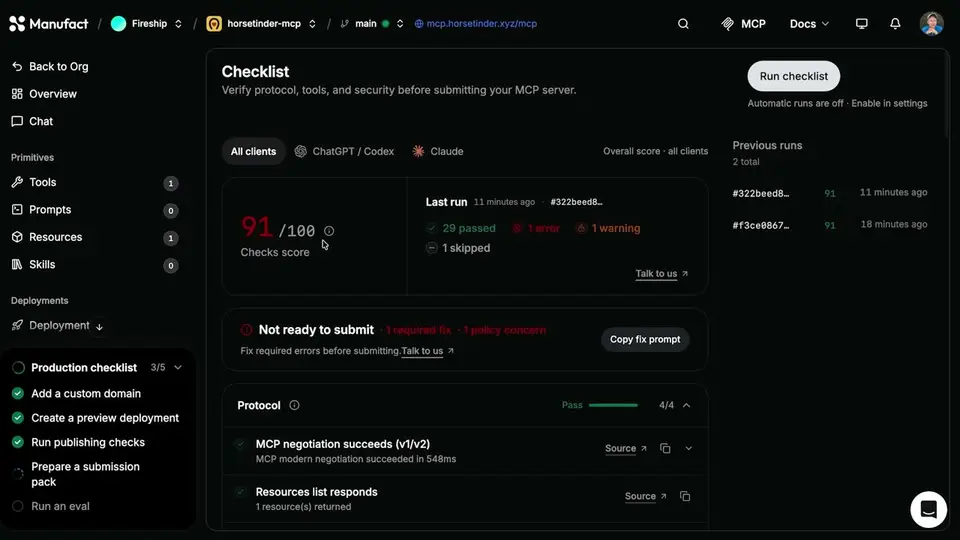 Manufact / Fireship / horsetinder-mcp / main mcp.horsetinder.xyz/mcp MCP Docs
Back to Org
Overview
Chat
Primitives
Tools 1
Prompts 0
Resources 1
Skills 0
Deployments
Deployment
Production checklist 3/5
Add a custom domain
Create a preview deployment
Run publishing checks
Prepare a submission
pack
Run an eval
Checklist
Verify protocol, tools, and security before submitting your MCP server.
Run checklist
Automatic runs are off · Enable in settings
All clients ChatGPT / Codex Claude Overall score · all clients
91 /100
Checks score
Last run 11 minutes ago · #322beed8…
29 passed 1 error 1 warning
1 skipped
Talk to us ↗
Not ready to submit · 1 required fix · 1 policy concern
Fix required errors before submitting.Talk to us ↗
Copy fix prompt
Protocol Pass 4/4
MCP negotiation succeeds (v1/v2)
MCP modern negotiation succeeded in 548ms
Source ↗
Resources list responds
1 resource(s) returned
Source ↗
Previous runs
2 total
#322beed8… 91 11 minutes ago
#f3ce0867… 91 18 minutes ago